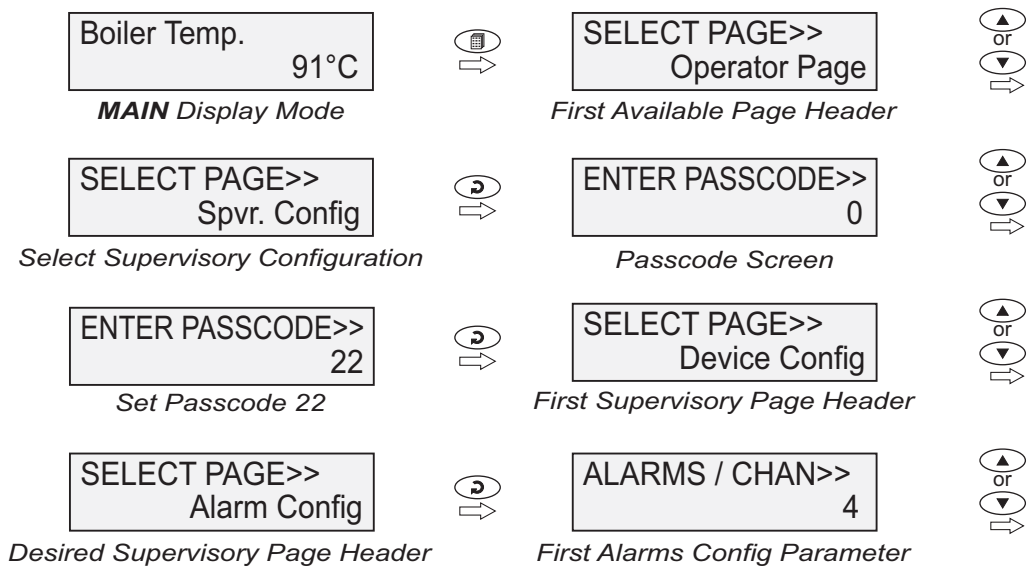 Boiler Temp.
91°C
MAIN Display Mode
SELECT PAGE>>
Operator Page
First Available Page Header
or
SELECT PAGE>>
Spvr. Config
Select Supervisory Configuration
ENTER PASSCODE>>
0
Passcode Screen
or
ENTER PASSCODE>>
22
Set Passcode 22
SELECT PAGE>>
Device Config
First Supervisory Page Header
or
SELECT PAGE>>
Alarm Config
Desired Supervisory Page Header
ALARMS / CHAN>>
4
First Alarms Config Parameter
or